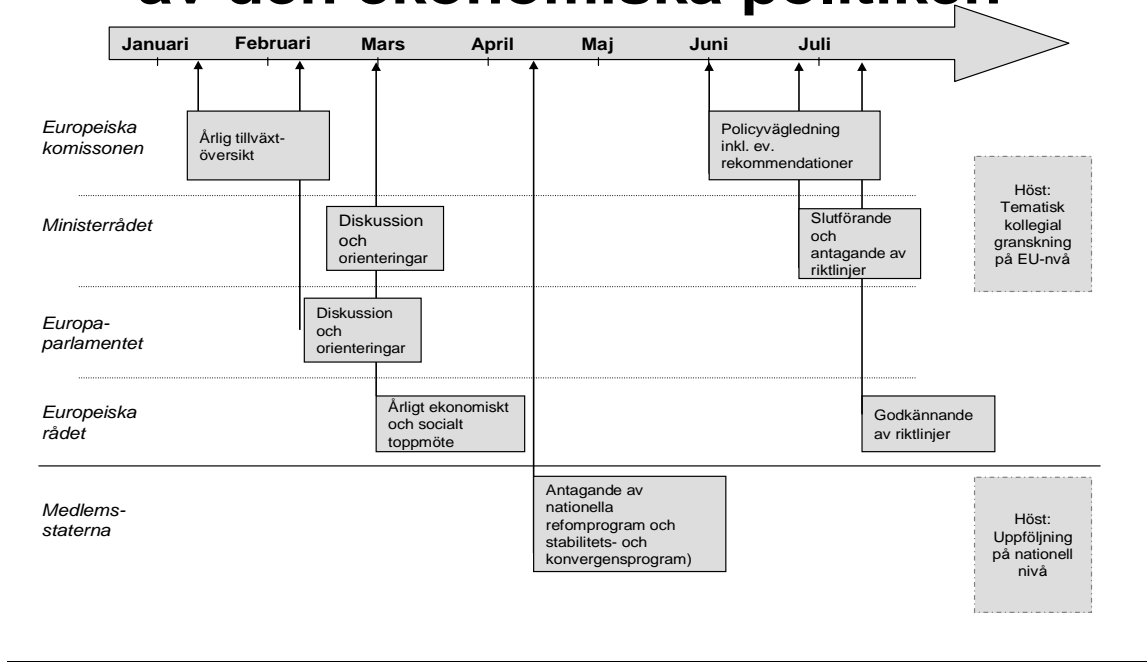 av den ekonomiska politiken
Januari Februari Mars April Maj Juni Juli
Europeiska
komissonen
Årlig tillväxt-
översikt
Policyvägledning
inkl. ev.
rekommendationer
Höst:
Tematisk
kollegial
granskning
på EU-nvå
Ministerrådet
Diskussion
och
orienteringar
Slutförande
och
antagande av
riktlinjer
Europa-
parlamentet
Diskussion
och
orienteringar
Europeiska
rådet
Årligt ekonomiskt
och socialt
toppmöte
Godkännande
av riktlinjer
Medlems-
staterna
Antagande av
nationella
refomprogram och
stabilitets- och
konvergensprogram)
Höst:
Uppföljning
på nationell
nivå